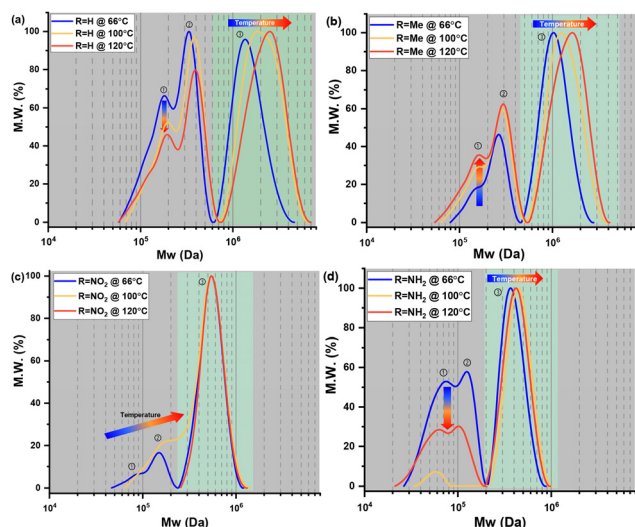 (a)
R=H @ 66°C
R=H @ 100°C
R=H @ 120°C
Temperature
① ② ③
M.W. (%)
100
80
60
40
20
0
10⁴ 10⁵ 10⁶ 10⁷
Mw (Da)
(b)
R=Me @ 66°C
R=Me @ 100°C
R=Me @ 120°C
Temperature
① ② ③
M.W. (%)
100
80
60
40
20
0
10⁴ 10⁵ 10⁶ 10⁷
Mw (Da)
(c)
R=NO₂ @ 66°C
R=NO₂ @ 100°C
R=NO₂ @ 120°C
Temperature
① ② ③
M.W. (%)
100
80
60
40
20
0
10⁴ 10⁵ 10⁶ 10⁷
Mw (Da)
(d)
R=NH₂ @ 66°C
R=NH₂ @ 100°C
R=NH₂ @ 120°C
Temperature
① ② ③
M.W. (%)
100
80
60
40
20
0
10⁴ 10⁵ 10⁶ 10⁷
Mw (Da)